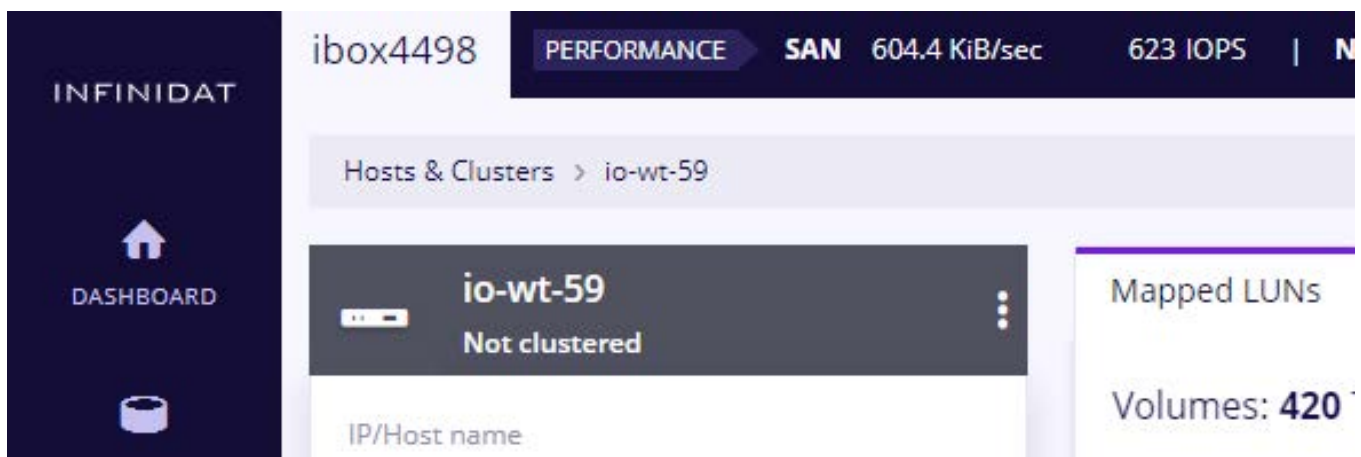 INFINIDAT
DASHBOARD
ibox4498 PERFORMANCE SAN 604.4 KiB/sec 623 IOPS | N
Hosts & Clusters > io-wt-59
io-wt-59
Not clustered
IP/Host name
Mapped LUNs
Volumes: 420